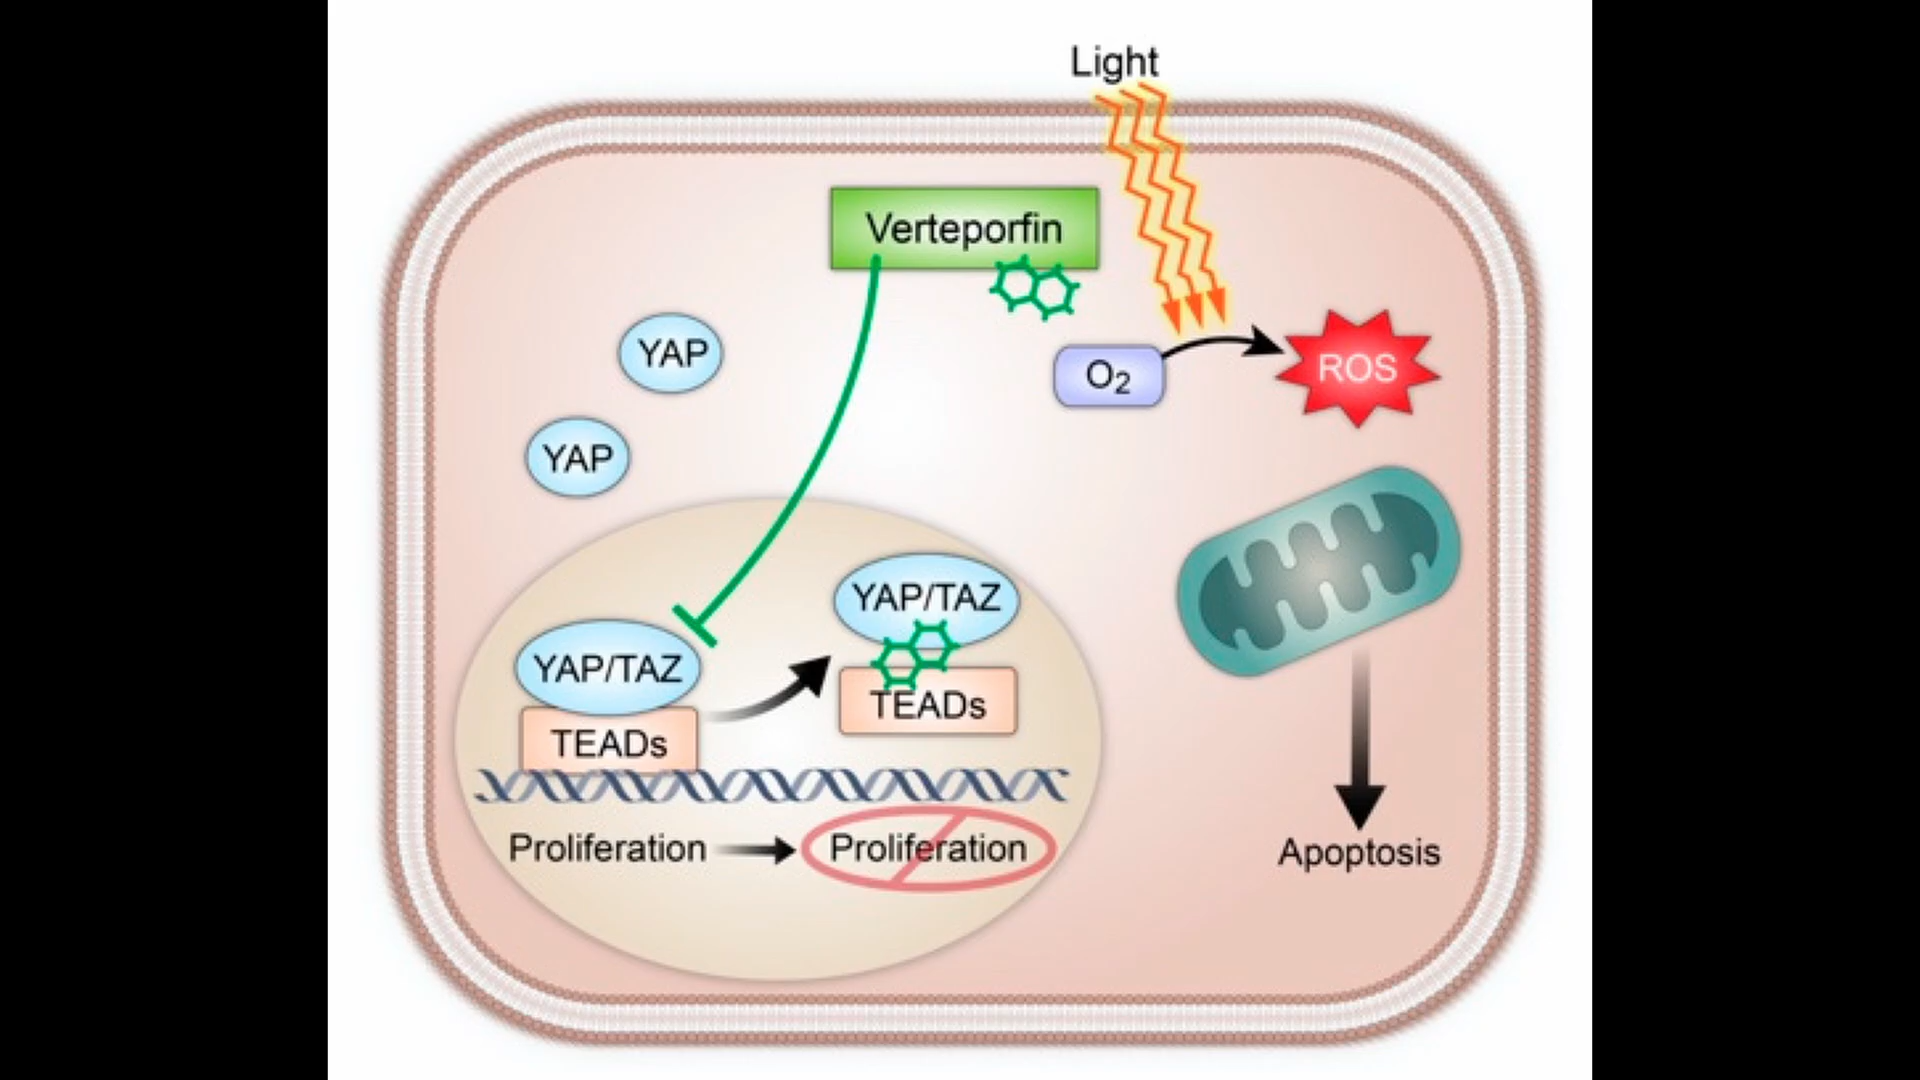 Light
Verteporfin
YAP
O2
ROS
YAP
YAP/TAZ
TEADs
YAP/TAZ
TEADs
Proliferation
Proliferation
Apoptosis